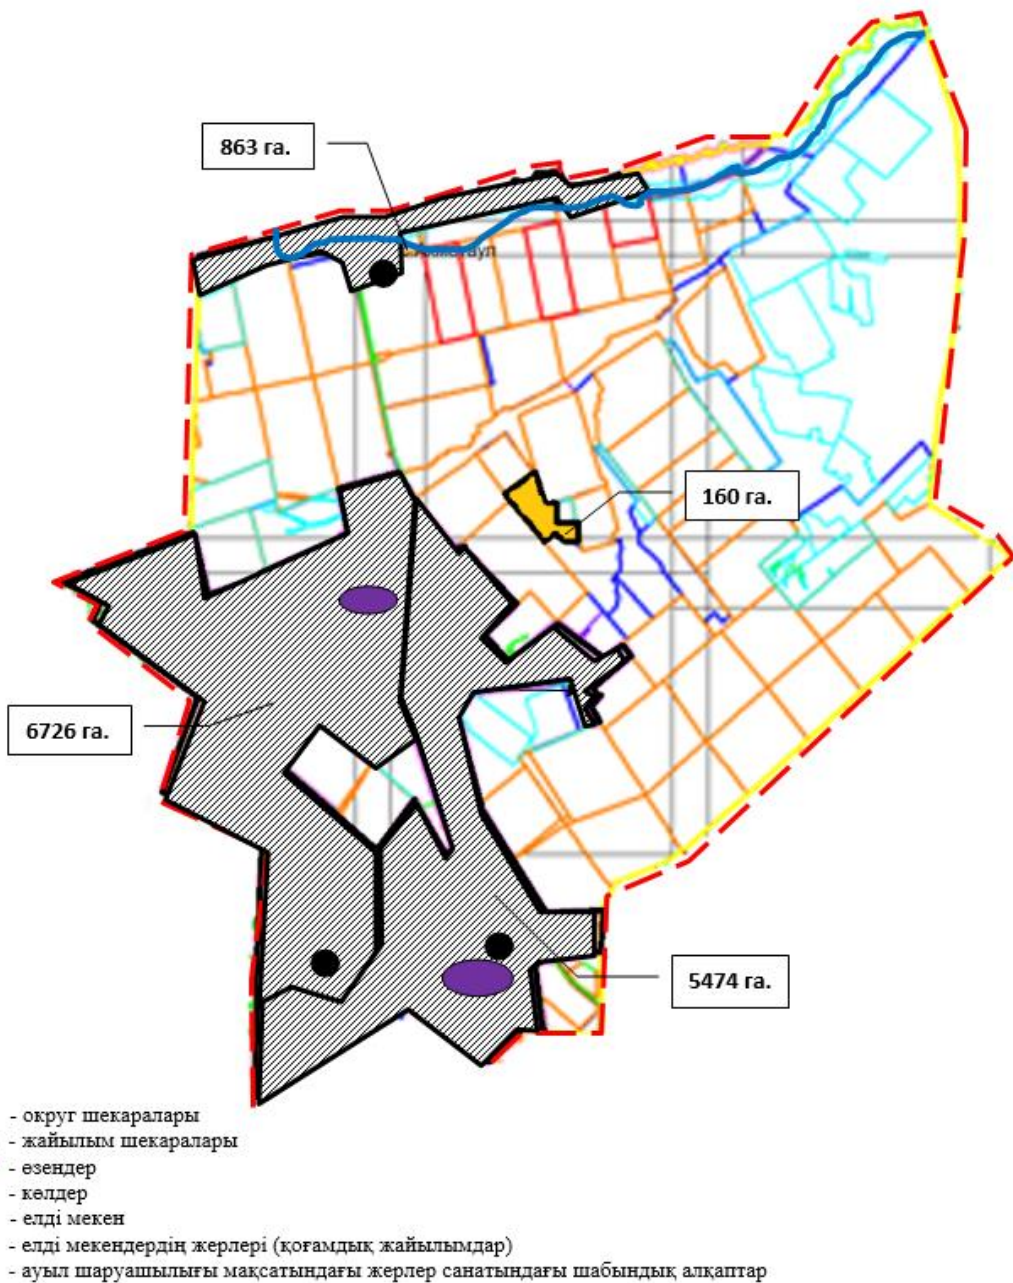 863 га.
160 га.
6726 га.
5474 га.
- округ шекаралары
- жайылым шекаралары
- өзендер
- көлдер
- елді мекен
- елді мекендердің жерлері (қоғамдық жайылымдар)
- ауыл шаруашылығы мақсатындағы жерлер санатындағы шабындық алқаптар